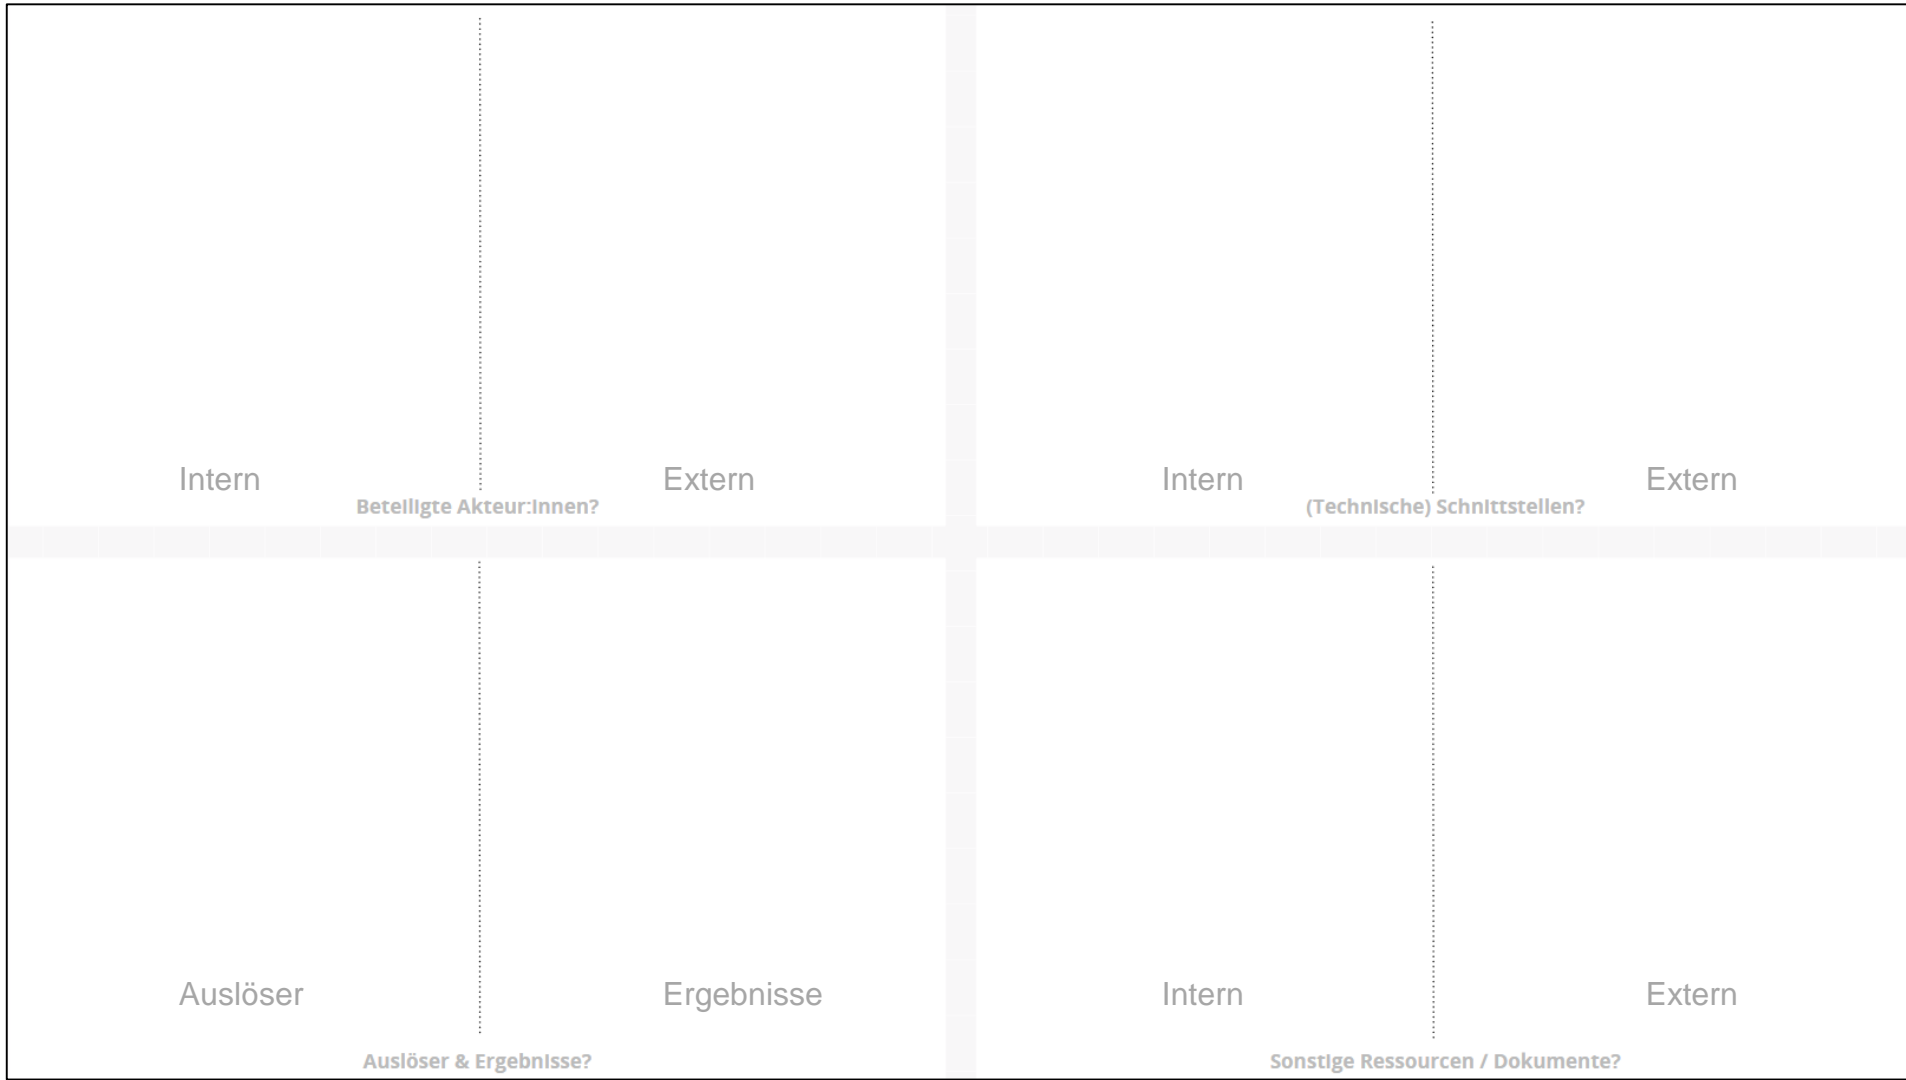 Intern
Extern
Beteiligte Akteur:innen?
Intern
Extern
(Technische) Schnittstellen?
Auslöser
Ergebnisse
Auslöser & Ergebnisse?
Intern
Extern
Sonstige Ressourcen / Dokumente?